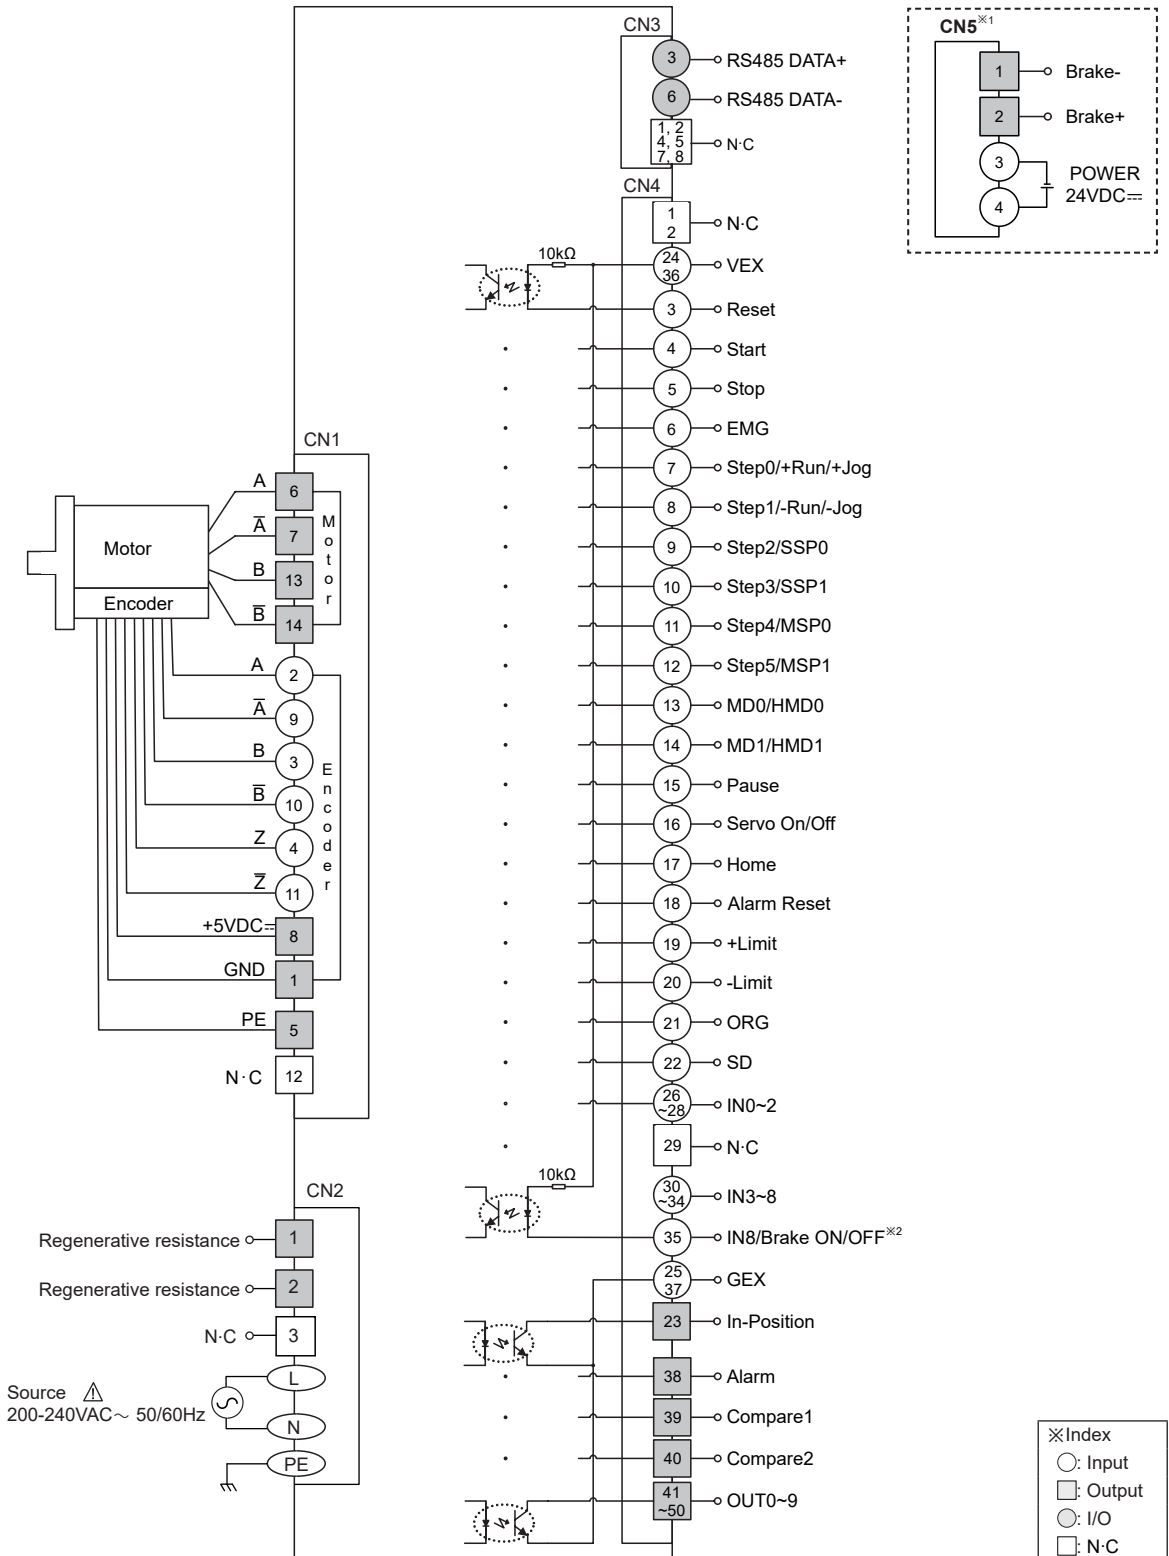 CN3
3 RS485 DATA+
6 RS485 DATA-
1, 2
4, 5
7, 8
N·C
CN4
1
2
N·C
10kΩ
24
36
VEX
3 Reset
4 Start
5 Stop
6 EMG
7 Step0/+Run/+Jog
8 Step1/-Run/-Jog
9 Step2/SSP0
10 Step3/SSP1
11 Step4/MSP0
12 Step5/MSP1
13 MD0/HMD0
14 MD1/HMD1
15 Pause
16 Servo On/Off
17 Home
18 Alarm Reset
19 +Limit
20 -Limit
21 ORG
22 SD
26
~28
IN0~2
29 N·C
10kΩ
30
~34
IN3~8
35 IN8/Brake ON/OFF※2
25
37
GEX
23 In-Position
38 Alarm
39 Compare1
40 Compare2
41
~50
OUT0~9
CN5※1
1 Brake-
2 Brake+
3
4
POWER
24VDC⎓
CN1
Motor
Encoder
A 6
A̅ 7
B 13
B̅ 14
Motor
A 2
A̅ 9
B 3
B̅ 10
Z 4
Z̅ 11
+5VDC⎓ 8
GND 1
Encoder
PE 5
N·C 12
CN2
Regenerative resistance 1
Regenerative resistance 2
N·C 3
L
N
PE
Source ⚠
200-240VAC～ 50/60Hz
※Index
○: Input
■: Output
●: I/O
□: N·C